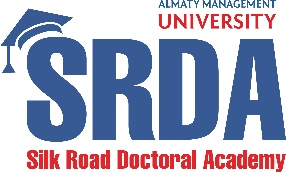 ALMATY MANAGEMENT
UNIVERSITY
SRDA
Silk Road Doctoral Academy